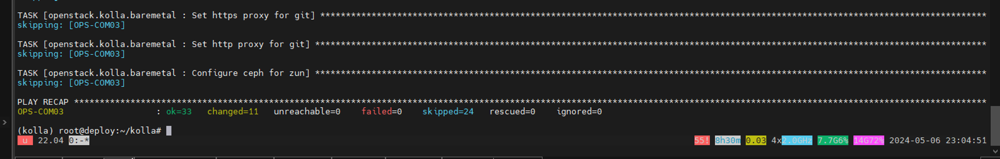 TASK [openstack.kolla.baremetal : Set https proxy for git] **********************************************************************************************************************************
skipping: [OPS-COM03]
TASK [openstack.kolla.baremetal : Set http proxy for git] ***********************************************************************************************************************************
skipping: [OPS-COM03]
TASK [openstack.kolla.baremetal : Configure ceph for zun] ***********************************************************************************************************************************
skipping: [OPS-COM03]
PLAY RECAP **********************************************************************************************************************************************************************************
OPS-COM03 : ok=33 changed=11 unreachable=0 failed=0 skipped=24 rescued=0 ignored=0
(kolla) root@deploy:~/kolla#
u 22.04 0:-* 55! 8h30m 0.03 4x2.0GHz 7.7G6% 14G72% 2024-05-06 23:04:51